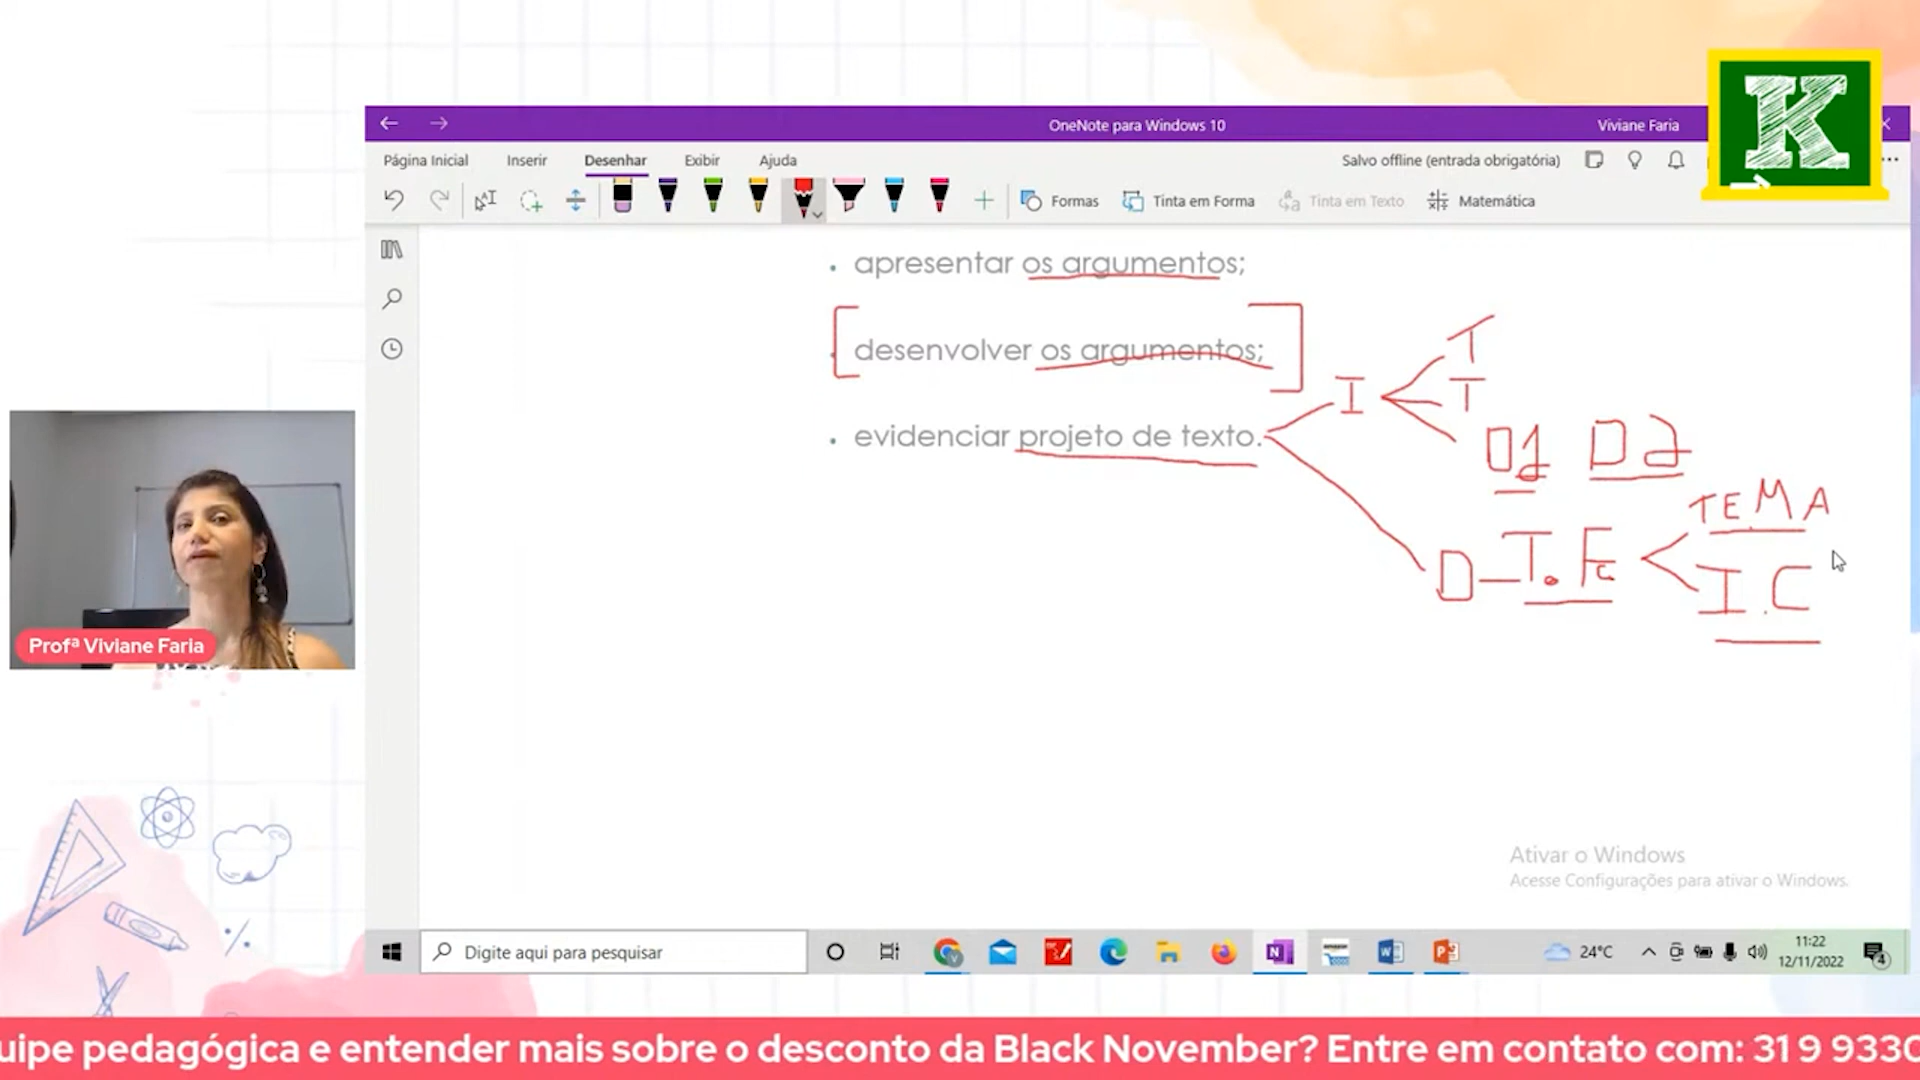 K
OneNote para Windows 10
Viviane Faria
Página Inicial Inserir Desenhar Exibir Ajuda
Salvo offline (entrada obrigatória)
Formas Tinta em Forma Tinta em Texto Matemática
• apresentar os argumentos;
• desenvolver os argumentos;
• evidenciar projeto de texto.
I
T
T
D1 D2
D - T. F.
TEMA
I.C
Profª Viviane Faria
Ativar o Windows
Acesse Configurações para ativar o Windows.
Digite aqui para pesquisar
24°C
11:22
12/11/2022
4
uipe pedagógica e entender mais sobre o desconto da Black November? Entre em contato com: 31 9 9330